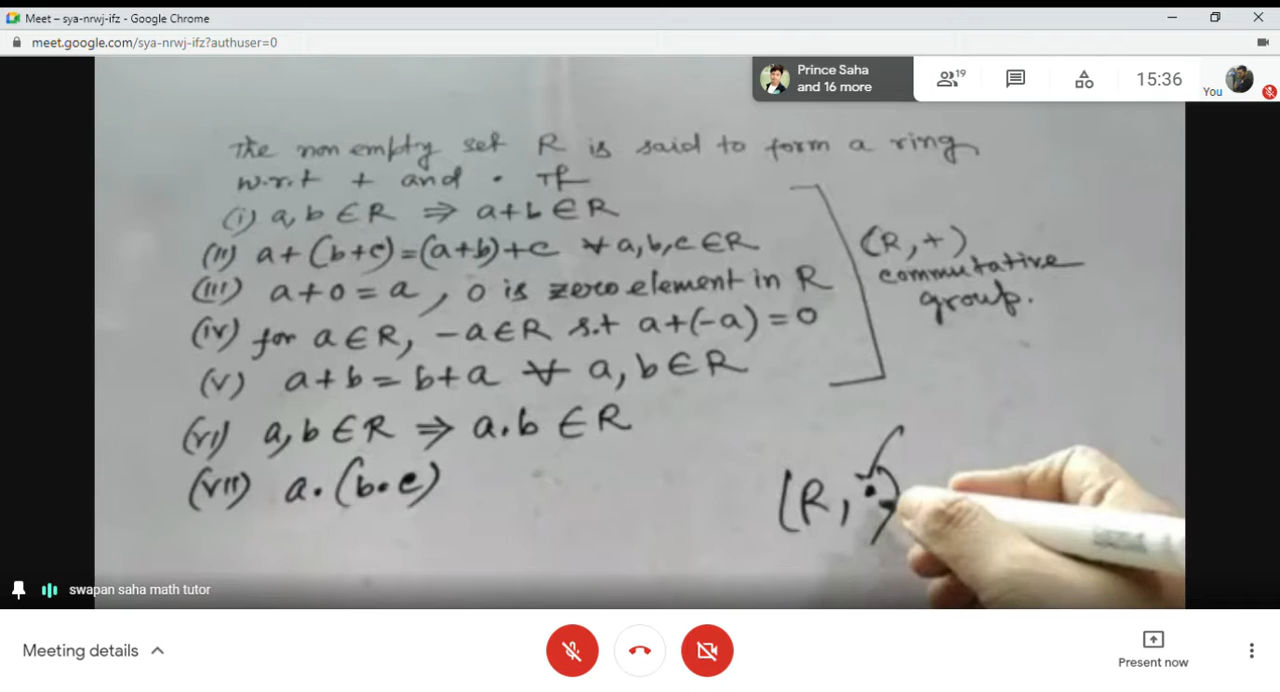 Meet – sya-nrwj-ifz - Google Chrome
meet.google.com/sya-nrwj-ifz?authuser=0
Prince Saha
and 16 more
19
15:36
You
The non empty set R is said to form a ring
w.r.t + and · If
(i) a, b ∈ R ⇒ a+b ∈ R
(ii) a+(b+c)=(a+b)+c ∀ a,b,c ∈ R
(iii) a+0 = a, 0 is zero element in R
(iv) for a ∈ R, -a ∈ R s.t a+(-a) = 0
(v) a+b = b+a ∀ a, b ∈ R
(R, +)
commutative
group.
(vi) a, b ∈ R ⇒ a.b ∈ R
(vii) a.(b.c)
(R, •)
swapan saha math tutor
Meeting details
Present now